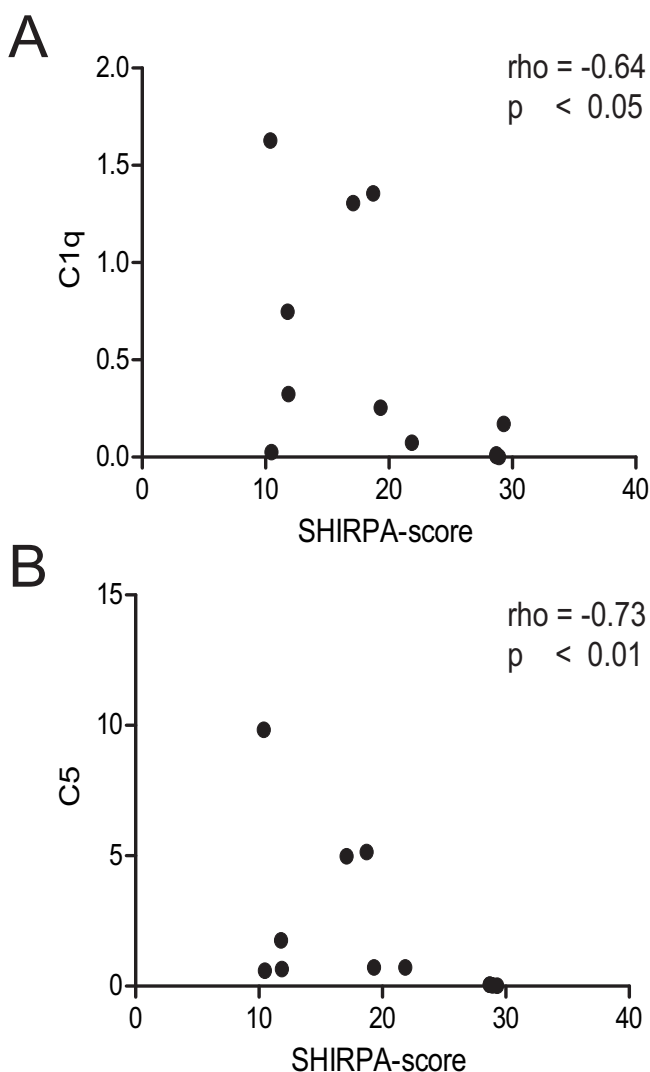 A
rho = -0.64
p < 0.05
2.0
1.5
1.0
0.5
0.0
C1q
0 10 20 30 40
SHIRPA-score
B
rho = -0.73
p < 0.01
15
10
5
0
C5
0 10 20 30 40
SHIRPA-score